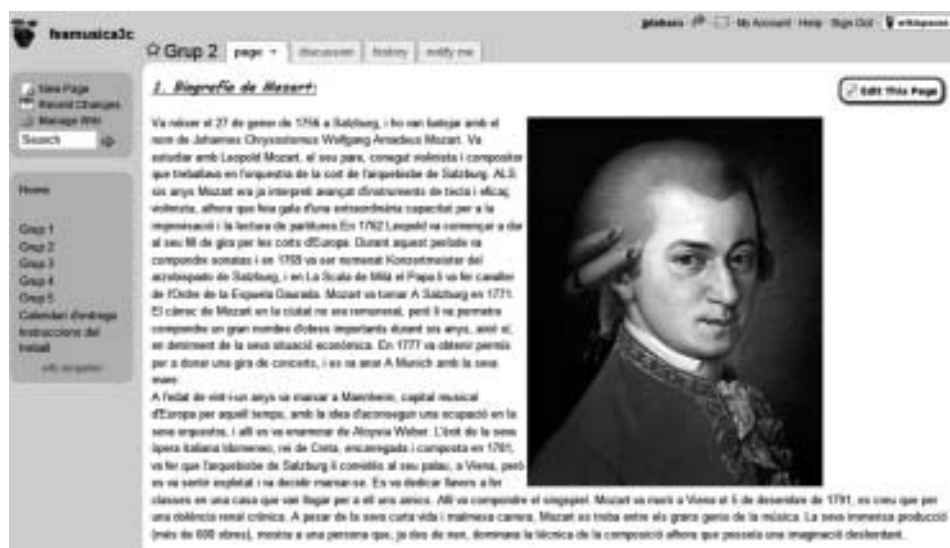 fsamusica3c
My Account · Help · Sign Out · wikispaces
Grup 2 page discussion history notify me
New Page
Recent Changes
Manage Wiki
Search
Home
Grup 1
Grup 2
Grup 3
Grup 4
Grup 5
Calendari d'entrega
Instruccions del
treball
edit navigation
1. Biografia de Mozart:
Edit This Page
Va néixer el 27 de gener de 1756 a Salzburg, i ho van batejar amb el
nom de Johannes Chrysostomus Wolfgang Amadeus Mozart. Va
estudiar amb Leopold Mozart, el seu pare, conegut violinista i compositor
que treballava en l'orquestra de la cort de l'arquebisbe de Salzburg. ALS
sis anys Mozart era ja interpret avançat d'instruments de tecla i eficaç
violinista, alhora que feia gala d'una extraordinària capacitat per a la
improvisació i la lectura de partitures.En 1762 Leopold va començar a dur
al seu fill de gira per les corts d'Europa. Durant aquest període va
compondre sonates i en 1769 va ser nomenat Konzertmeister del
arzobispado de Salzburg, i en La Scala de Milà el Papa li va fer cavaller
de l'Ordre de la Espuela Daurada. Mozart va tornar A Salzburg en 1771.
El càrrec de Mozart en la ciutat no era remunerat, però li va permetre
compondre un gran nombre d'obres importants durant sis anys, això sí,
en detriment de la seva situació econòmica. En 1777 va obtenir permís
per a donar una gira de concerts, i es va anar A Munich amb la seva
mare.
A l'edat de vint-i-un anys va marxar a Mannheim, capital musical
d'Europa per aquell temps, amb la idea d'aconseguir una ocupació en la
seva orquestra, i allí es va enamorar de Aloysia Weber. L'èxit de la seva
òpera italiana Idomeneo, rei de Creta, encarregada i composta en 1781,
va fer que l'arquebisbe de Salzburg li convidés al seu palau, a Viena, però
es va sentir explotat i va decidir marxar-se. Es va dedicar llavors a fer
classes en una casa que van llogar per a ell uns amics. Allí va compondre el singspiel. Mozart va morir a Viena el 5 de desembre de 1791, es creu que per
una dolència renal crònica. A pesar de la seva curta vida i malmesa carrera, Mozart es troba entre els grans genis de la música. La seva immensa producció
(més de 600 obres), mostra a una persona que, ja des de nen, dominava la tècnica de la composició alhora que posseïa una imaginació desbordant.